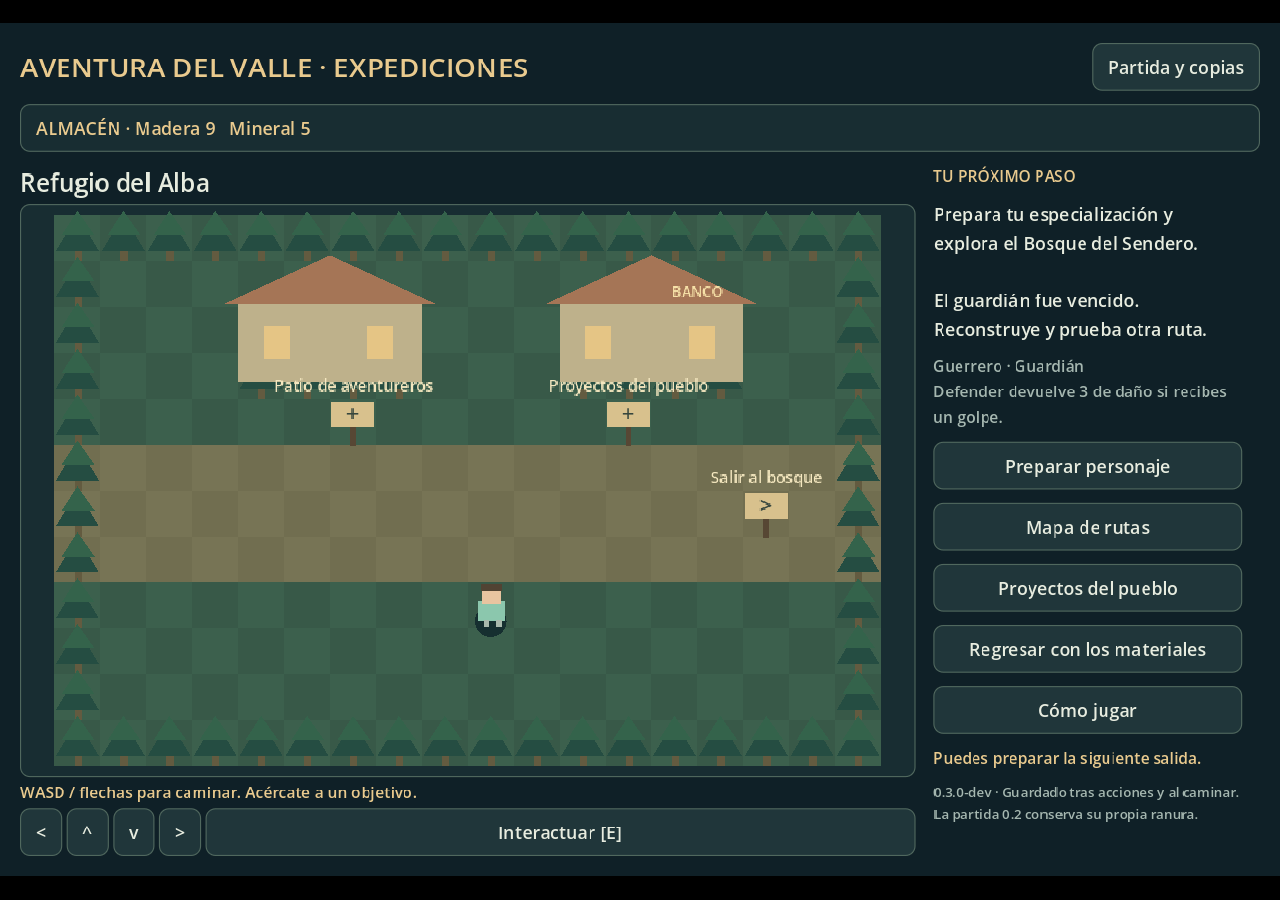 AVENTURA DEL VALLE · EXPEDICIONES
Partida y copias
ALMACÉN · Madera 9 Mineral 5
Refugio del Alba
BANCO
Patio de aventureros
Proyectos del pueblo
+
+
Salir al bosque
>
WASD / flechas para caminar. Acércate a un objetivo.
< ^ v > Interactuar [E]
TU PRÓXIMO PASO
Prepara tu especialización y
explora el Bosque del Sendero.
El guardián fue vencido.
Reconstruye y prueba otra ruta.
Guerrero · Guardián
Defender devuelve 3 de daño si recibes
un golpe.
Preparar personaje
Mapa de rutas
Proyectos del pueblo
Regresar con los materiales
Cómo jugar
Puedes preparar la siguiente salida.
0.3.0-dev · Guardado tras acciones y al caminar.
La partida 0.2 conserva su propia ranura.